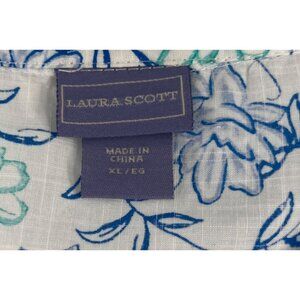 LAURA SCOTT
MADE IN
CHINA
XL/EG